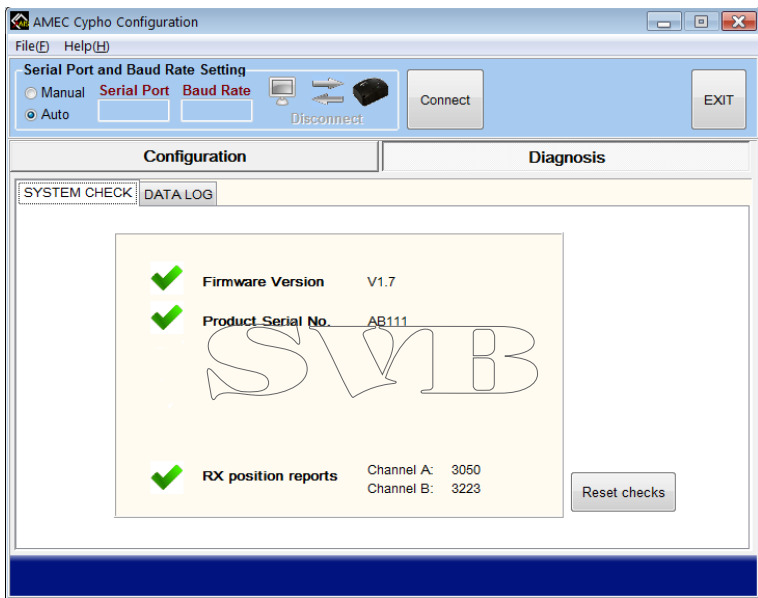 AMEC Cypho Configuration
File(F) Help(H)
Serial Port and Baud Rate Setting
Manual Serial Port Baud Rate
Auto
Disconnect
Connect
EXIT
Configuration Diagnosis
SYSTEM CHECK DATA LOG
Firmware Version V1.7
Product Serial No. AB111
SVB
RX position reports Channel A: 3050
Channel B: 3223
Reset checks